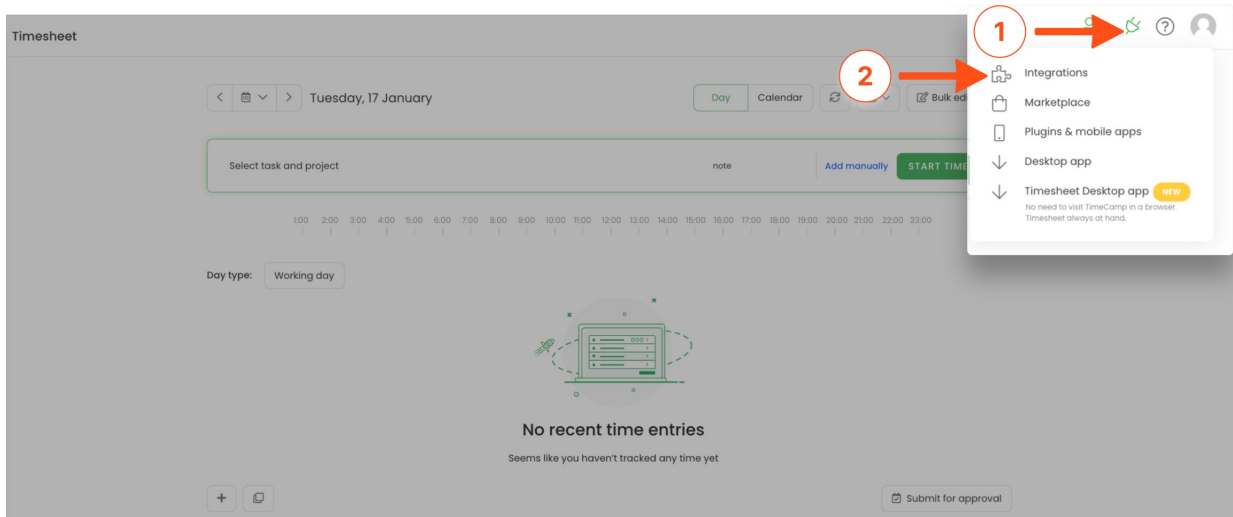 Timesheet
1
2
Tuesday, 17 January
Day
Calendar
Bulk edi
Integrations
Marketplace
Plugins & mobile apps
Desktop app
Timesheet Desktop app NEW
No need to visit TimeCamp in a browser.
Timesheet always at hand.
Select task and project
note
Add manually
START TIME
1:00 2:00 3:00 4:00 5:00 6:00 7:00 8:00 9:00 10:00 11:00 12:00 13:00 14:00 15:00 16:00 17:00 18:00 19:00 20:00 21:00 22:00 23:00
Day type: Working day
No recent time entries
Seems like you haven't tracked any time yet
Submit for approval